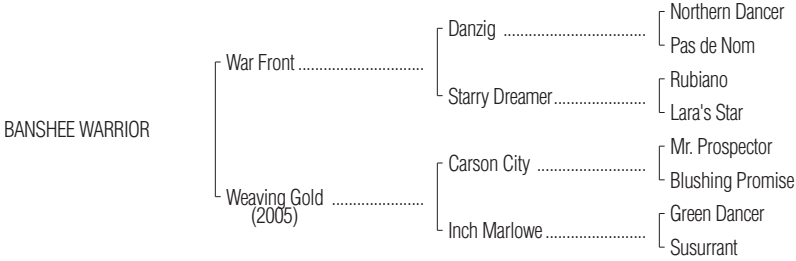 Northern Dancer
Danzig ..................................
Pas de Nom
War Front ..............................
Rubiano
Starry Dreamer......................
Lara's Star
BANSHEE WARRIOR
Mr. Prospector
Carson City ..........................
Blushing Promise
Weaving Gold ......................
(2005)
Green Dancer
Inch Marlowe ........................
Susurrant